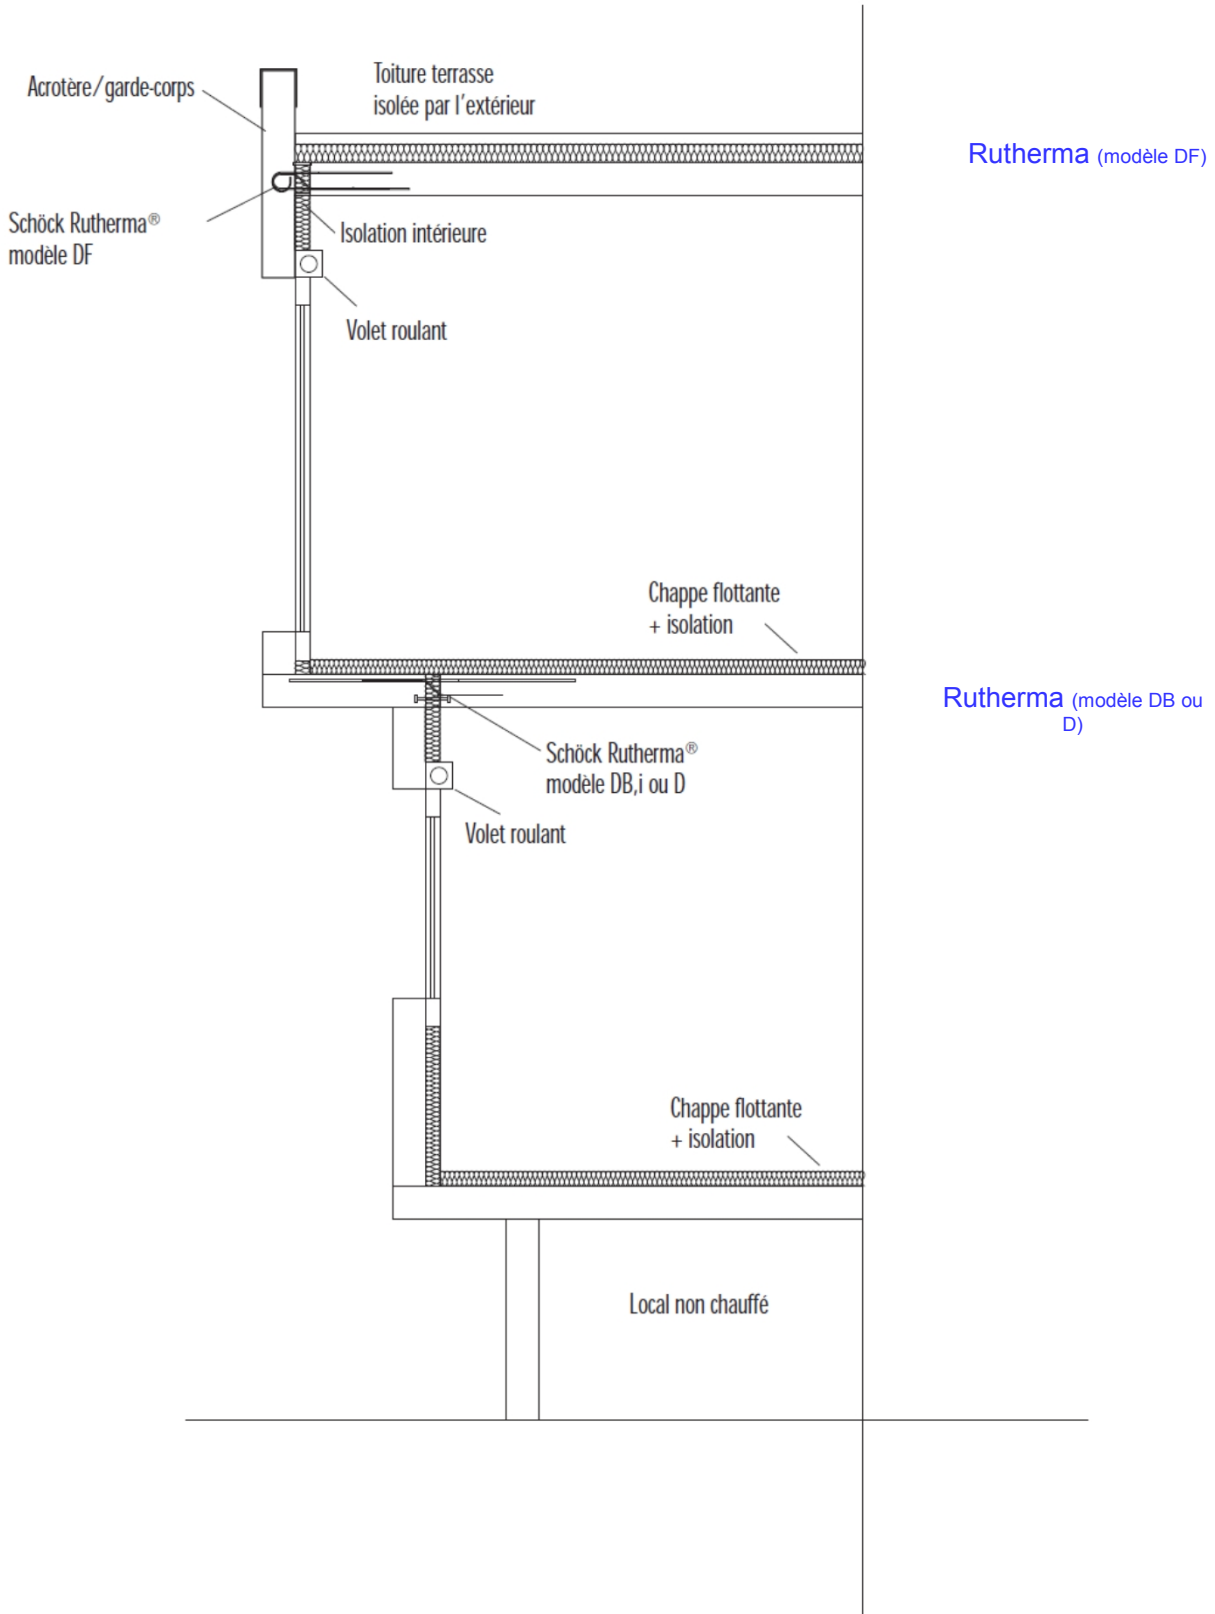 Toiture terrasse
isolée par l'extérieur
Acrotère/garde-corps
Rutherma (modèle DF)
Schöck Rutherma®
modèle DF
Isolation intérieure
Volet roulant
Chappe flottante
+ isolation
Rutherma (modèle DB ou
D)
Schöck Rutherma®
modèle DB,i ou D
Volet roulant
Chappe flottante
+ isolation
Local non chauffé